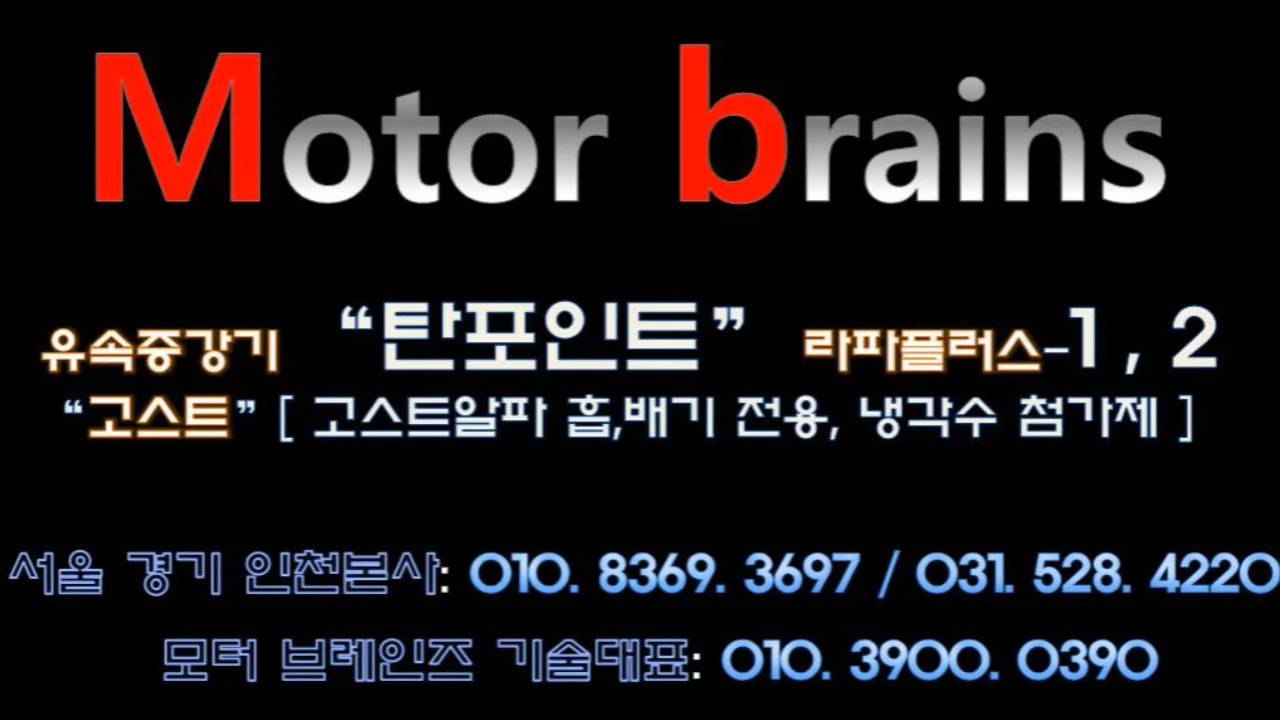 Motor brains
유속증강기 “탄포인트” 라파플러스-1 , 2
“고스트” [ 고스트알파 흡,배기 전용, 냉각수 첨가제 ]
서울 경기 인천본사: 010. 8369. 3697 / 031. 528. 4220
모터 브레인즈 기술대표: 010. 3900. 0390